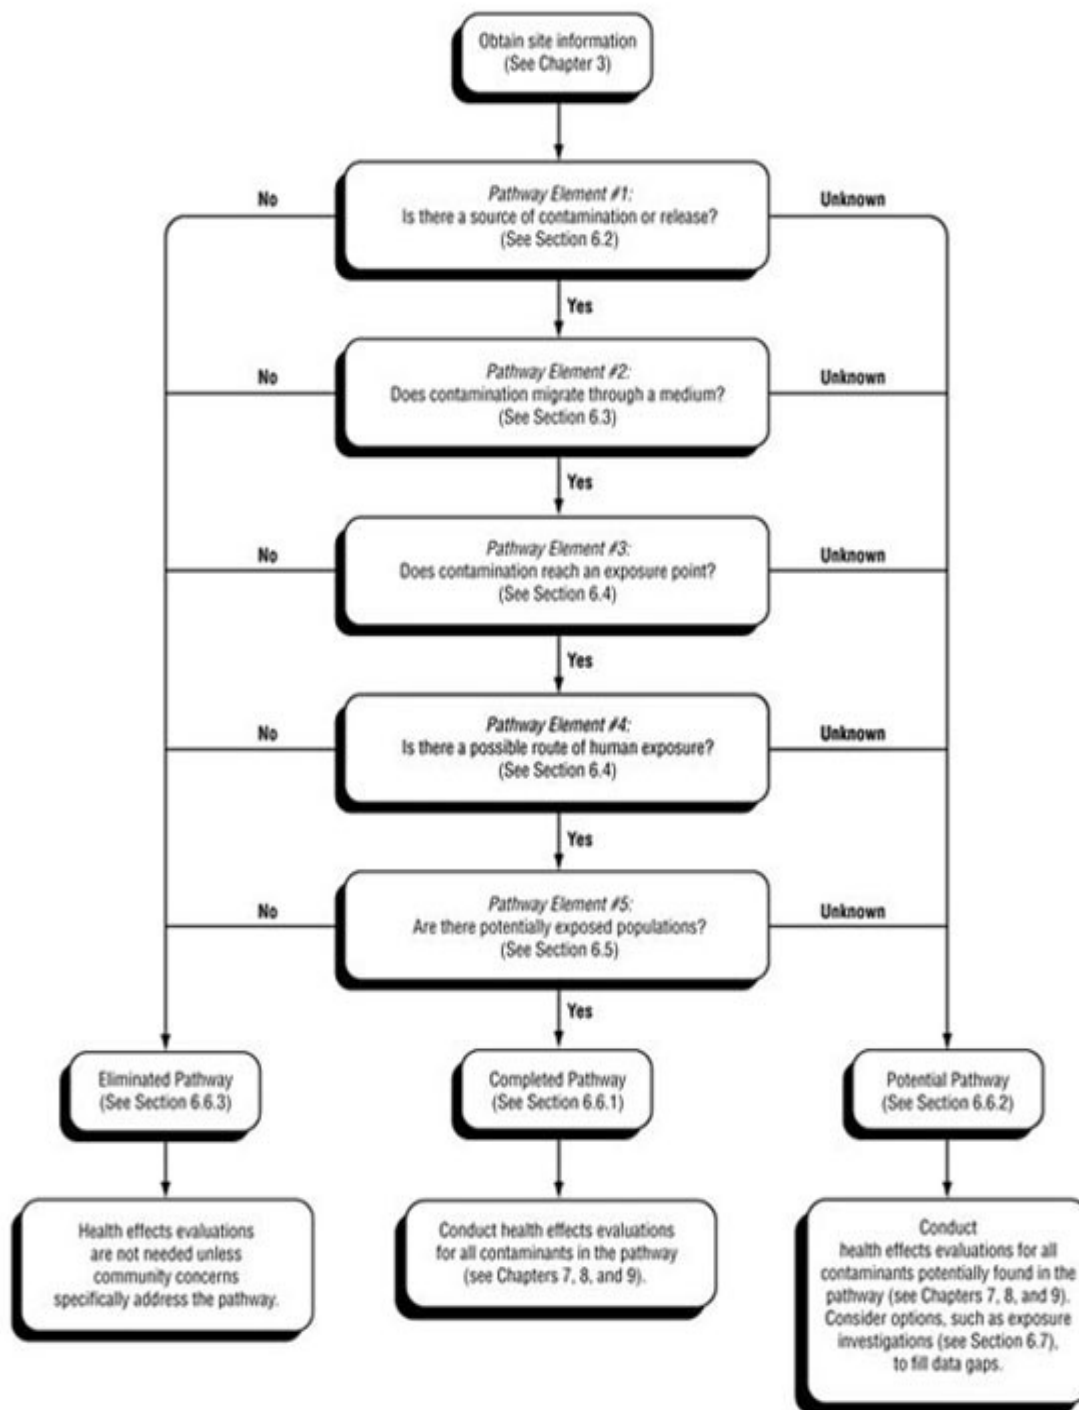 Obtain site information
(See Chapter 3)
Pathway Element #1:
Is there a source of contamination or release?
(See Section 6.2)
No
Unknown
Yes
Pathway Element #2:
Does contamination migrate through a medium?
(See Section 6.3)
No
Unknown
Yes
Pathway Element #3:
Does contamination reach an exposure point?
(See Section 6.4)
No
Unknown
Yes
Pathway Element #4:
Is there a possible route of human exposure?
(See Section 6.4)
No
Unknown
Yes
Pathway Element #5:
Are there potentially exposed populations?
(See Section 6.5)
No
Unknown
Yes
Eliminated Pathway
(See Section 6.6.3)
Completed Pathway
(See Section 6.6.1)
Potential Pathway
(See Section 6.6.2)
Health effects evaluations
are not needed unless
community concerns
specifically address the pathway.
Conduct health effects evaluations
for all contaminants in the pathway
(see Chapters 7, 8, and 9).
Conduct
health effects evaluations for all
contaminants potentially found in the
pathway (see Chapters 7, 8, and 9).
Consider options, such as exposure
investigations (see Section 6.7),
to fill data gaps.